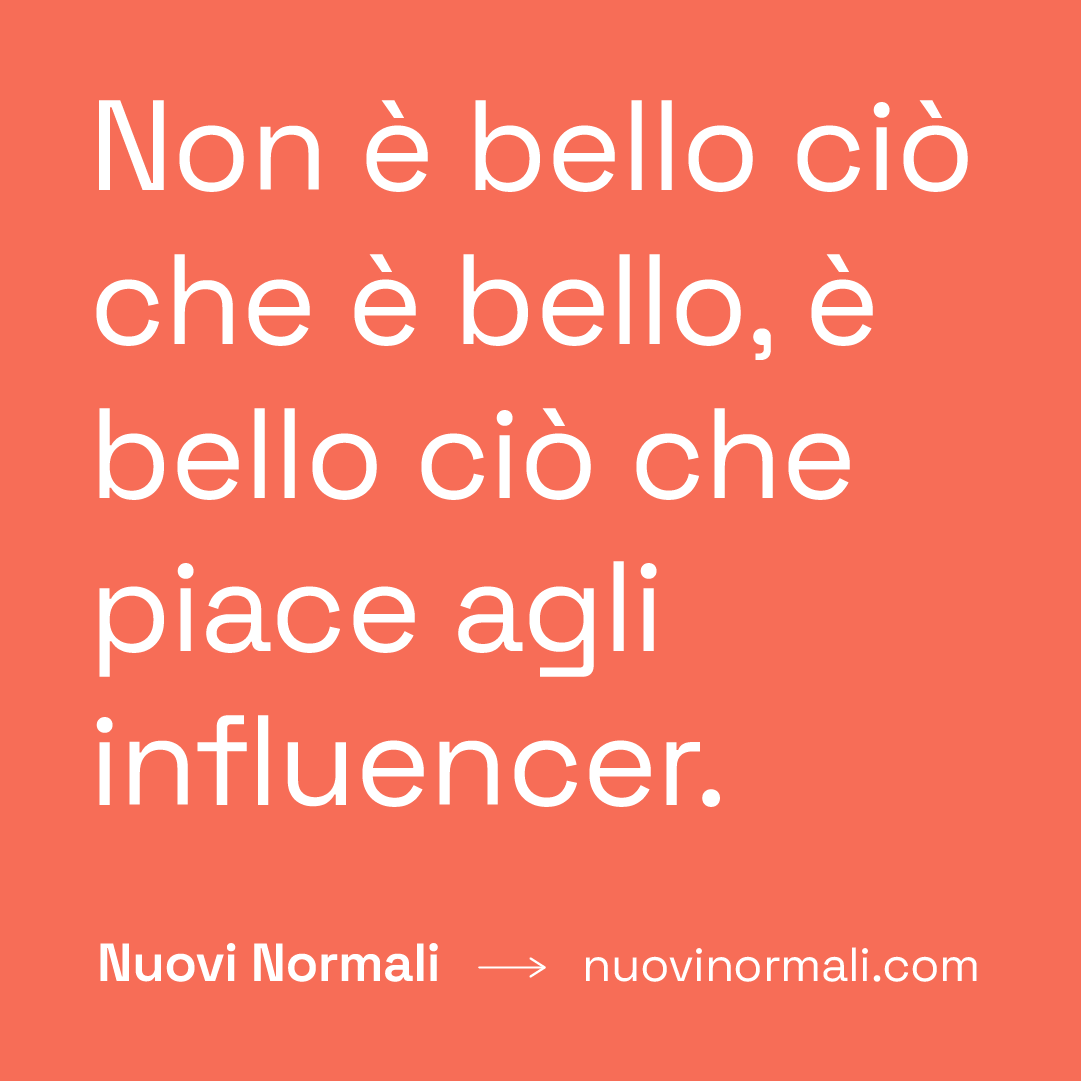 Non è bello ciò
che è bello, è
bello ciò che
piace agli
influencer.
Nuovi Normali → nuovinormali.com